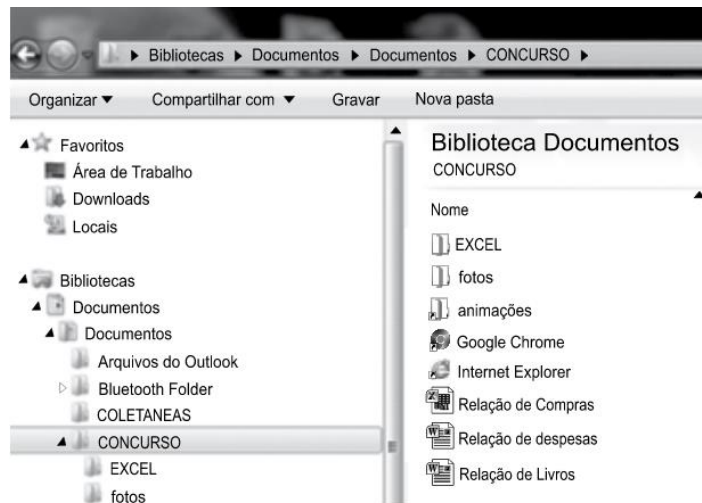 Bibliotecas ▸ Documentos ▸ Documentos ▸ CONCURSO ▸
Organizar ▾ Compartilhar com ▾ Gravar Nova pasta
Favoritos
Área de Trabalho
Downloads
Locais
Bibliotecas
Documentos
Documentos
Arquivos do Outlook
Bluetooth Folder
COLETANEAS
CONCURSO
EXCEL
fotos
Biblioteca Documentos
CONCURSO
Nome
EXCEL
fotos
animações
Google Chrome
Internet Explorer
Relação de Compras
Relação de despesas
Relação de Livros